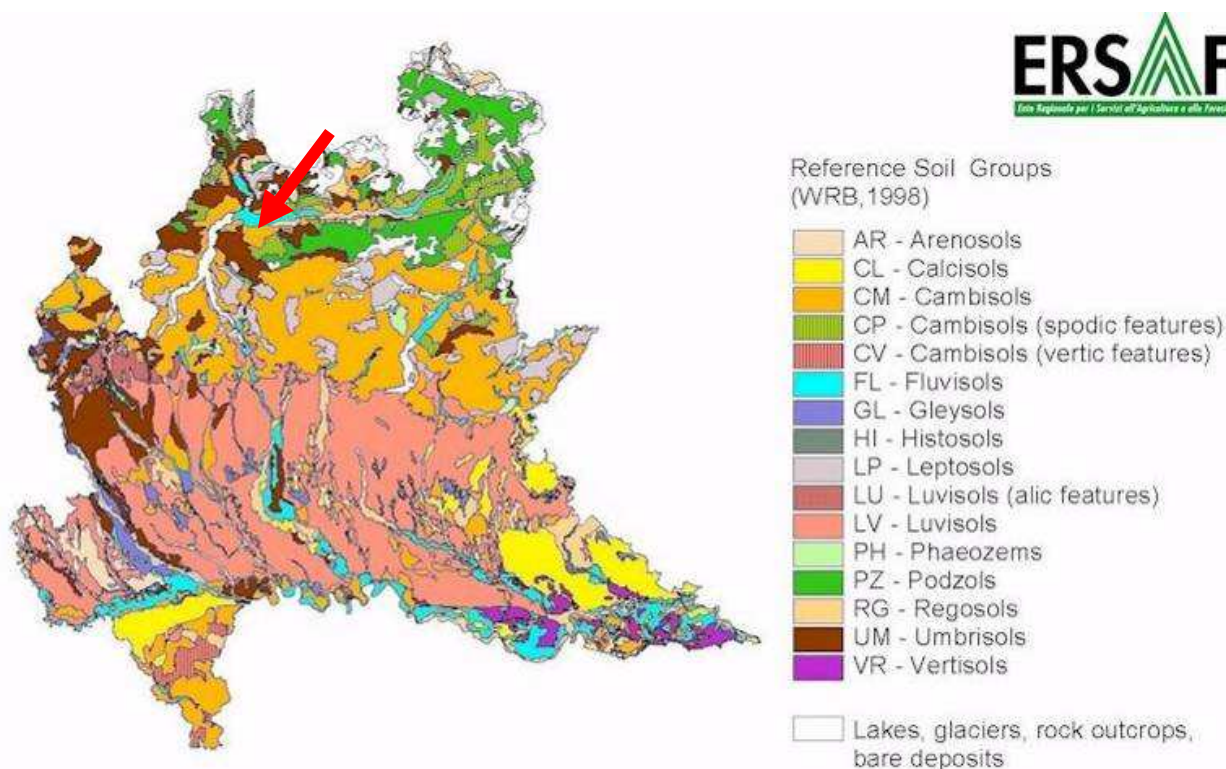 ERSAF
Ente Regionale per i Servizi all'Agricoltura e alle Foreste
Reference Soil Groups
(WRB,1998)
AR - Arenosols
CL - Calcisols
CM - Cambisols
CP - Cambisols (spodic features)
CV - Cambisols (vertic features)
FL - Fluvisols
GL - Gleysols
HI - Histosols
LP - Leptosols
LU - Luvisols (alic features)
LV - Luvisols
PH - Phaeozems
PZ - Podzols
RG - Regosols
UM - Umbrisols
VR - Vertisols
Lakes, glaciers, rock outcrops,
bare deposits